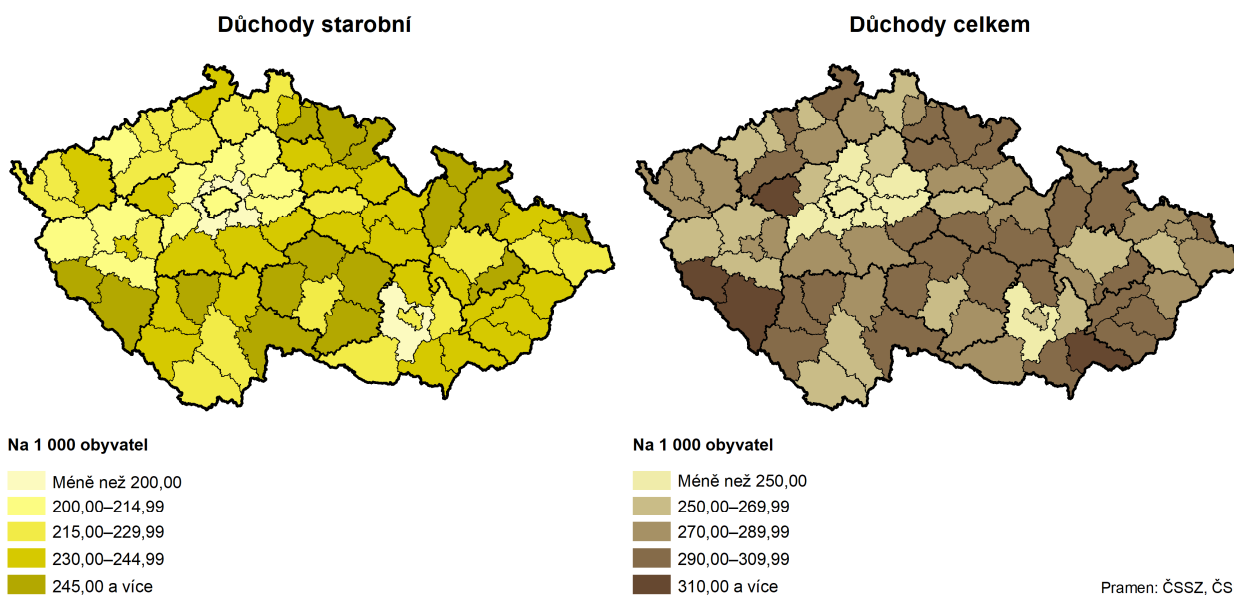 Důchody starobní
Důchody celkem
Na 1 000 obyvatel
Méně než 200,00
200,00–214,99
215,00–229,99
230,00–244,99
245,00 a více
Na 1 000 obyvatel
Méně než 250,00
250,00–269,99
270,00–289,99
290,00–309,99
310,00 a více
Pramen: ČSSZ, ČS